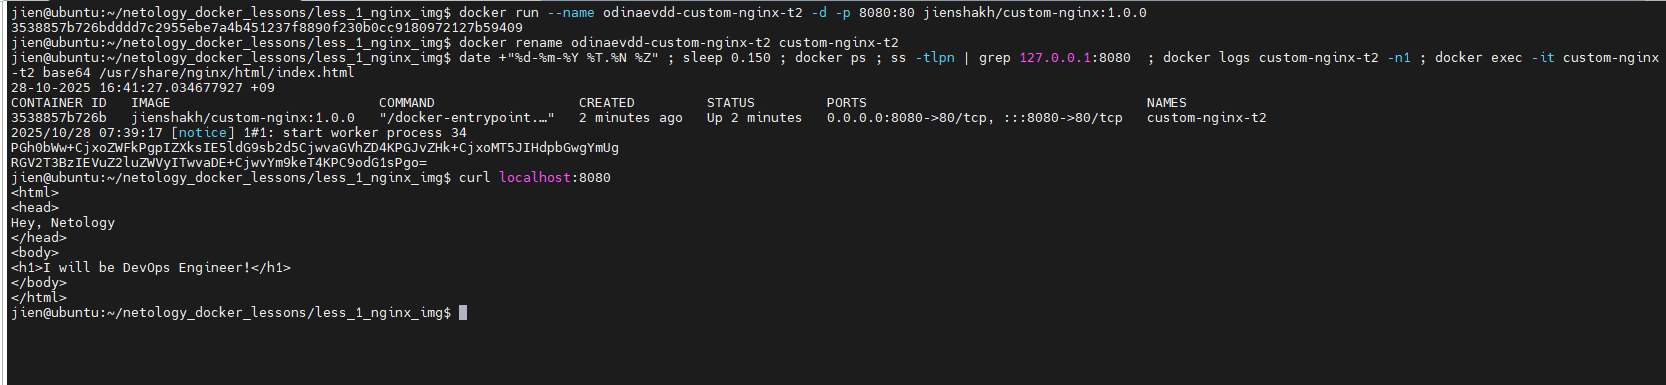 jien@ubuntu:~/netology_docker_lessons/less_1_nginx_img$ docker run --name odinaevdd-custom-nginx-t2 -d -p 8080:80 jienshakh/custom-nginx:1.0.0
3538857b726bdddd7c2955ebe7a4b451237f8890f230b0cc9180972127b59409
jien@ubuntu:~/netology_docker_lessons/less_1_nginx_img$ docker rename odinaevdd-custom-nginx-t2 custom-nginx-t2
jien@ubuntu:~/netology_docker_lessons/less_1_nginx_img$ date +"%d-%m-%Y %T.%N %Z" ; sleep 0.150 ; docker ps ; ss -tlpn | grep 127.0.0.1:8080  ; docker logs custom-nginx-t2 -n1 ; docker exec -it custom-nginx
-t2 base64 /usr/share/nginx/html/index.html
28-10-2025 16:41:27.034677927 +09
CONTAINER ID   IMAGE                          COMMAND                  CREATED         STATUS         PORTS                                   NAMES
3538857b726b   jienshakh/custom-nginx:1.0.0   "/docker-entrypoint.…"   2 minutes ago   Up 2 minutes   0.0.0.0:8080->80/tcp, :::8080->80/tcp   custom-nginx-t2
2025/10/28 07:39:17 [notice] 1#1: start worker process 34
PGh0bWw+CjxoZWFkPgpIZXksIE5ldG9sb2d5CjwvaGVhZD4KPGJvZHk+CjxoMT5JIHdpbGwgYmUg
RGV2T3BzIEVuZ2luZWVyITwvaDE+CjwvYm9keT4KPC9odG1sPgo=
jien@ubuntu:~/netology_docker_lessons/less_1_nginx_img$ curl localhost:8080
<html>
<head>
Hey, Netology
</head>
<body>
<h1>I will be DevOps Engineer!</h1>
</body>
</html>
jien@ubuntu:~/netology_docker_lessons/less_1_nginx_img$